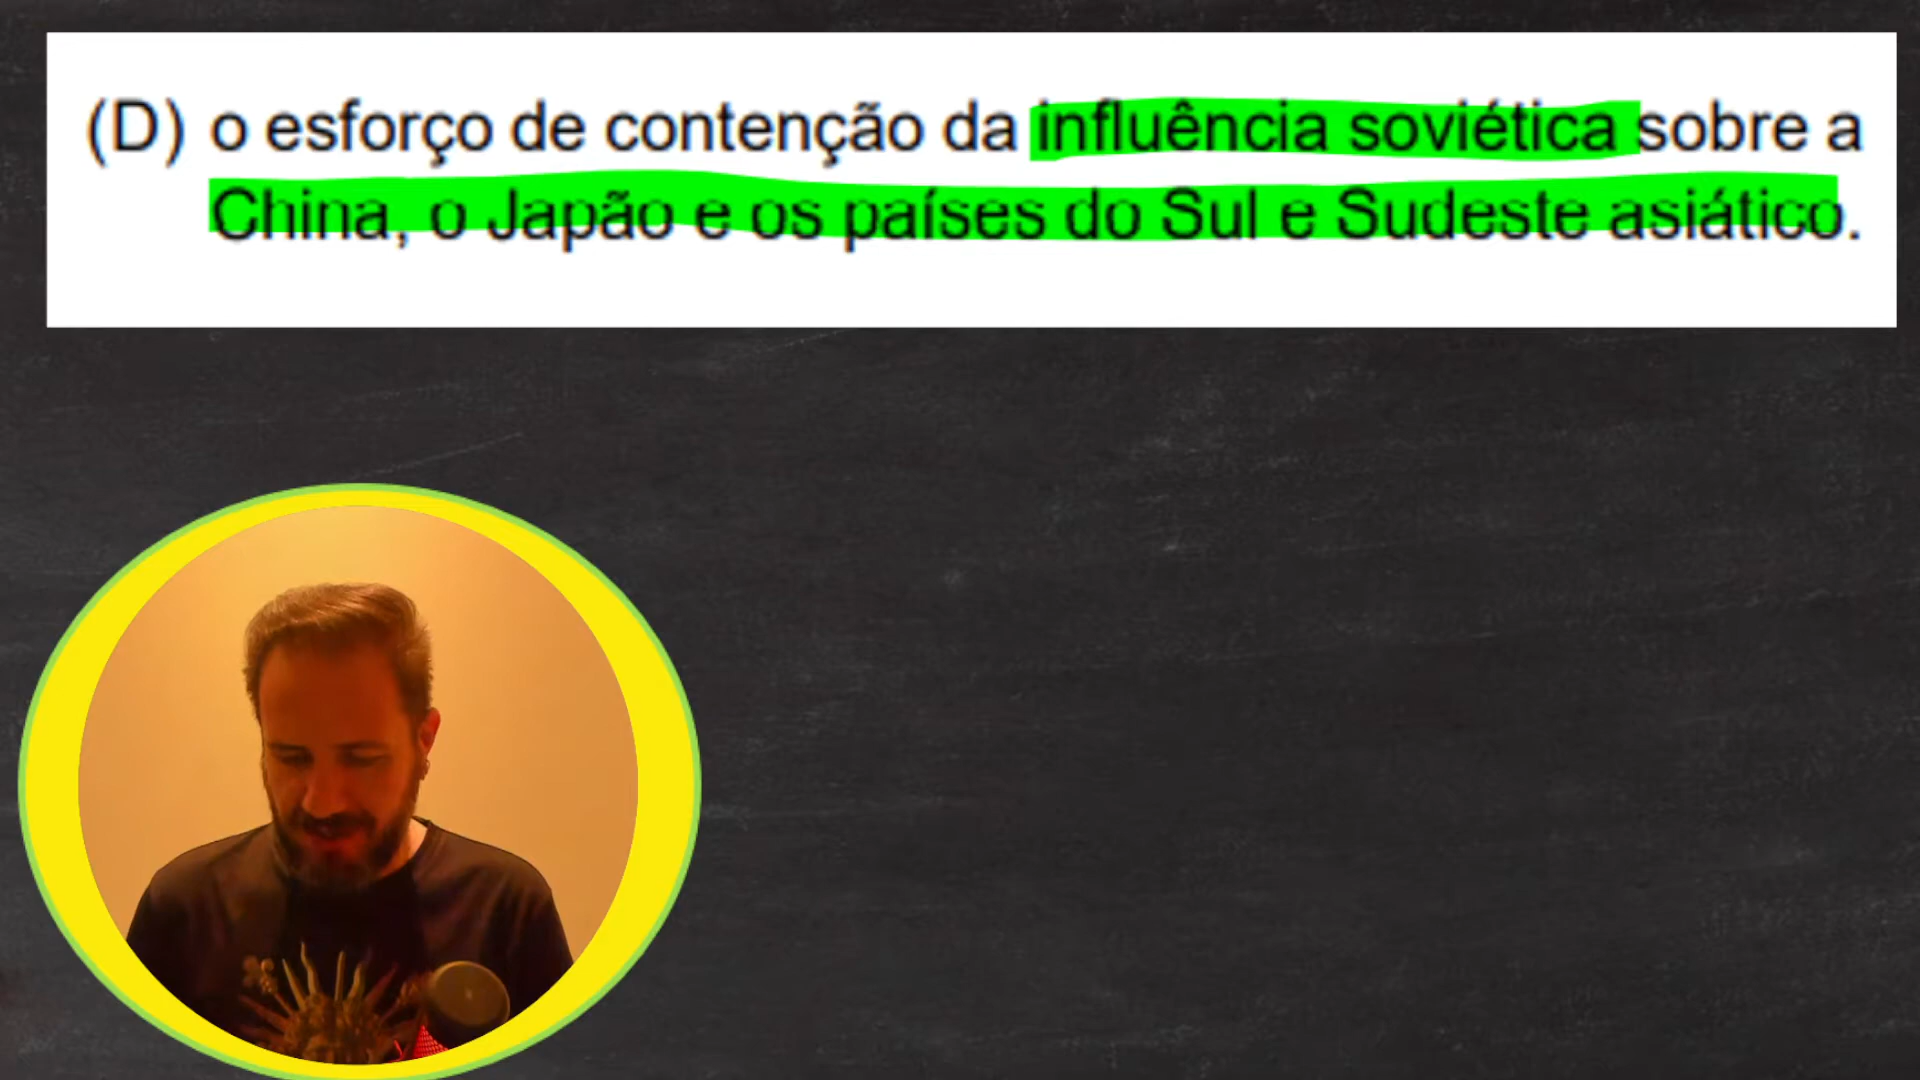 (D) o esforço de contenção da influência soviética sobre a
China, o Japão e os países do Sul e Sudeste asiático.